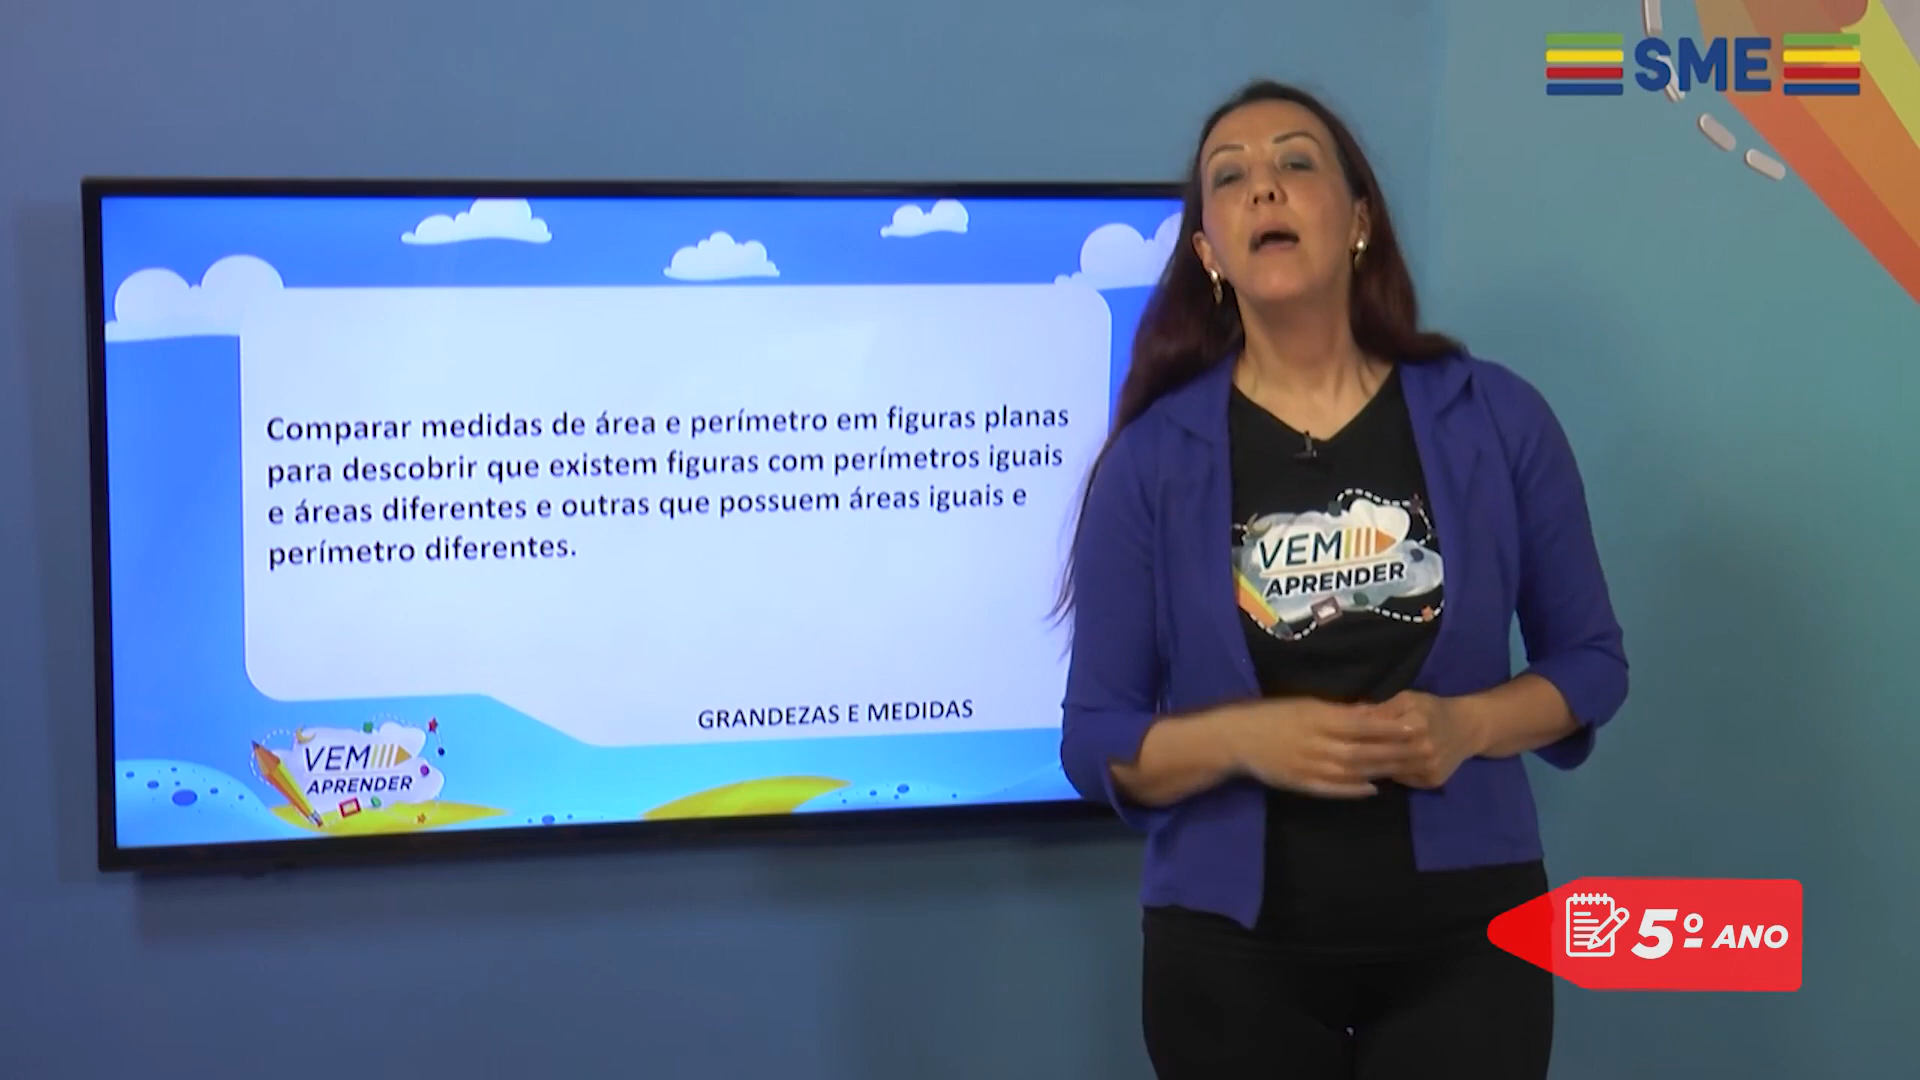 SME
Comparar medidas de área e perímetro em figuras planas
para descobrir que existem figuras com perímetros iguais
e áreas diferentes e outras que possuem áreas iguais e
perímetro diferentes.
GRANDEZAS E MEDIDAS
VEM
APRENDER
VEM
APRENDER
5º ANO